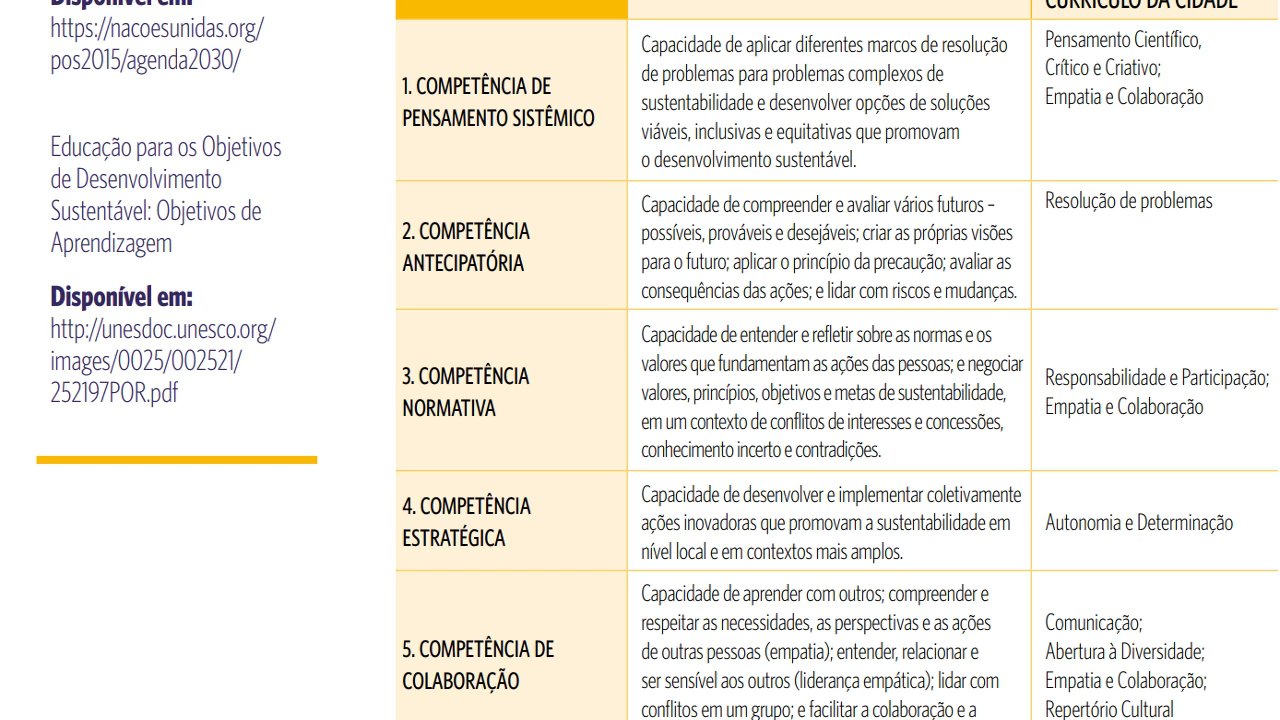 Disponível em:
https://nacoesunidas.org/
pos2015/agenda2030/
Educação para os Objetivos
de Desenvolvimento
Sustentável: Objetivos de
Aprendizagem
Disponível em:
http://unesdoc.unesco.org/
images/0025/002521/
252197POR.pdf
CURRÍCULO DA CIDADE
1. COMPETÊNCIA DE
PENSAMENTO SISTÊMICO
Capacidade de aplicar diferentes marcos de resolução
de problemas para problemas complexos de
sustentabilidade e desenvolver opções de soluções
viáveis, inclusivas e equitativas que promovam
o desenvolvimento sustentável.
Pensamento Científico,
Crítico e Criativo;
Empatia e Colaboração
2. COMPETÊNCIA
ANTECIPATÓRIA
Capacidade de compreender e avaliar vários futuros –
possíveis, prováveis e desejáveis; criar as próprias visões
para o futuro; aplicar o princípio da precaução; avaliar as
consequências das ações; e lidar com riscos e mudanças.
Resolução de problemas
3. COMPETÊNCIA
NORMATIVA
Capacidade de entender e refletir sobre as normas e os
valores que fundamentam as ações das pessoas; e negociar
valores, princípios, objetivos e metas de sustentabilidade,
em um contexto de conflitos de interesses e concessões,
conhecimento incerto e contradições.
Responsabilidade e Participação;
Empatia e Colaboração
4. COMPETÊNCIA
ESTRATÉGICA
Capacidade de desenvolver e implementar coletivamente
ações inovadoras que promovam a sustentabilidade em
nível local e em contextos mais amplos.
Autonomia e Determinação
5. COMPETÊNCIA DE
COLABORAÇÃO
Capacidade de aprender com outros; compreender e
respeitar as necessidades, as perspectivas e as ações
de outras pessoas (empatia); entender, relacionar e
ser sensível aos outros (liderança empática); lidar com
conflitos em um grupo; e facilitar a colaboração e a
Comunicação;
Abertura à Diversidade;
Empatia e Colaboração;
Repertório Cultural